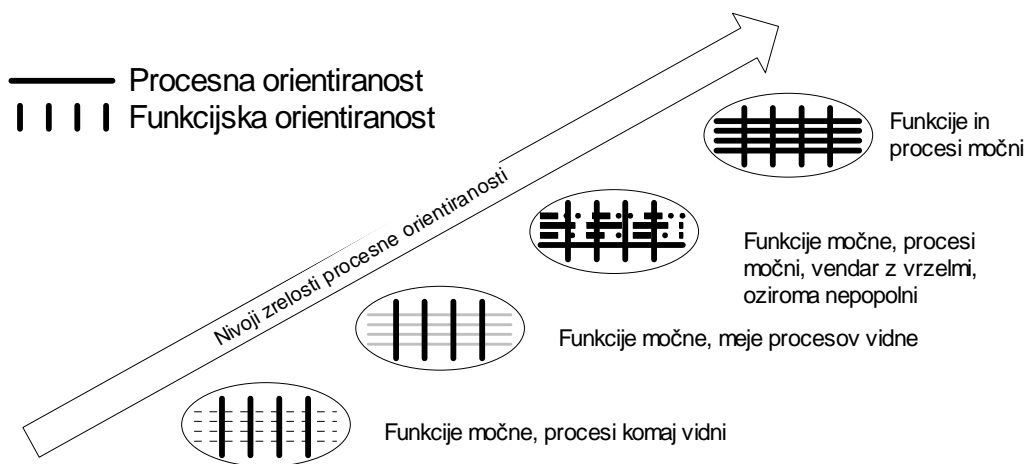 Procesna orientiranost
Funkcijska orientiranost
Funkcije in
procesi močni
Nivoji zrelosti procesne orientiranosti
Funkcije močne, procesi
močni, vendar z vrzelmi,
oziroma nepopolni
Funkcije močne, meje procesov vidne
Funkcije močne, procesi komaj vidni